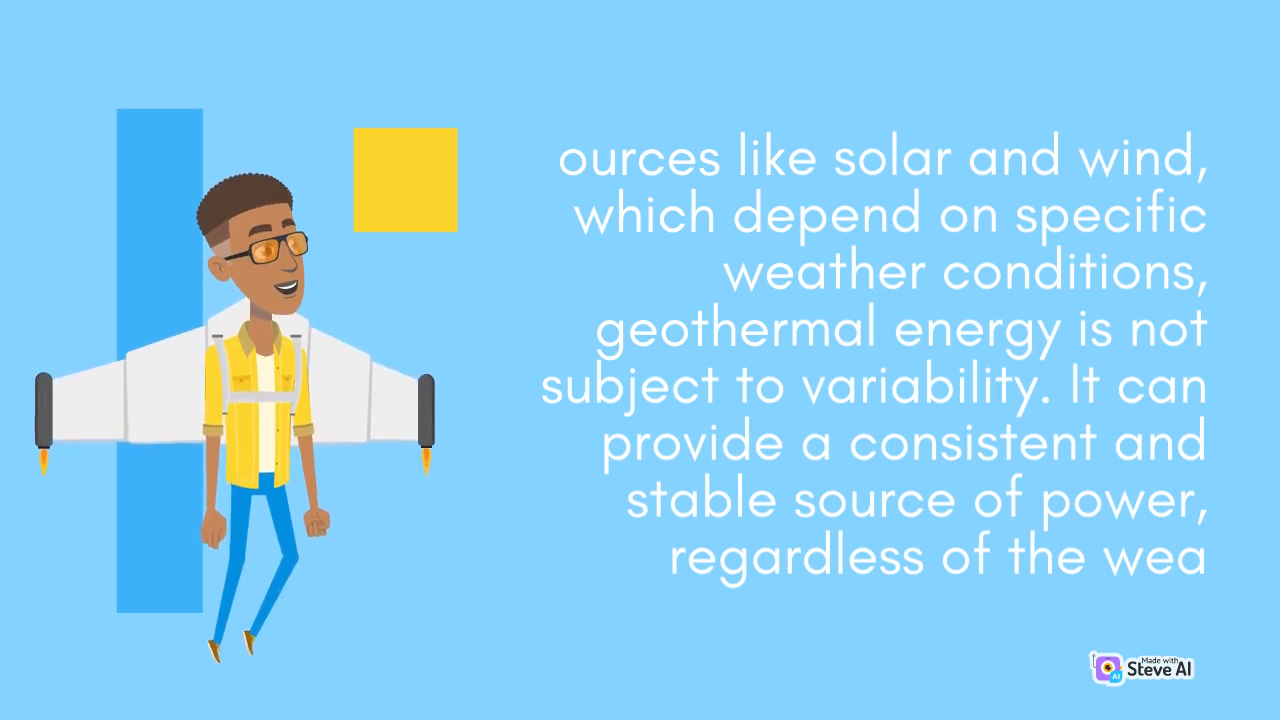 ources like solar and wind,
which depend on specific
weather conditions,
geothermal energy is not
subject to variability. It can
provide a consistent and
stable source of power,
regardless of the wea
Made with
Steve AI
AI